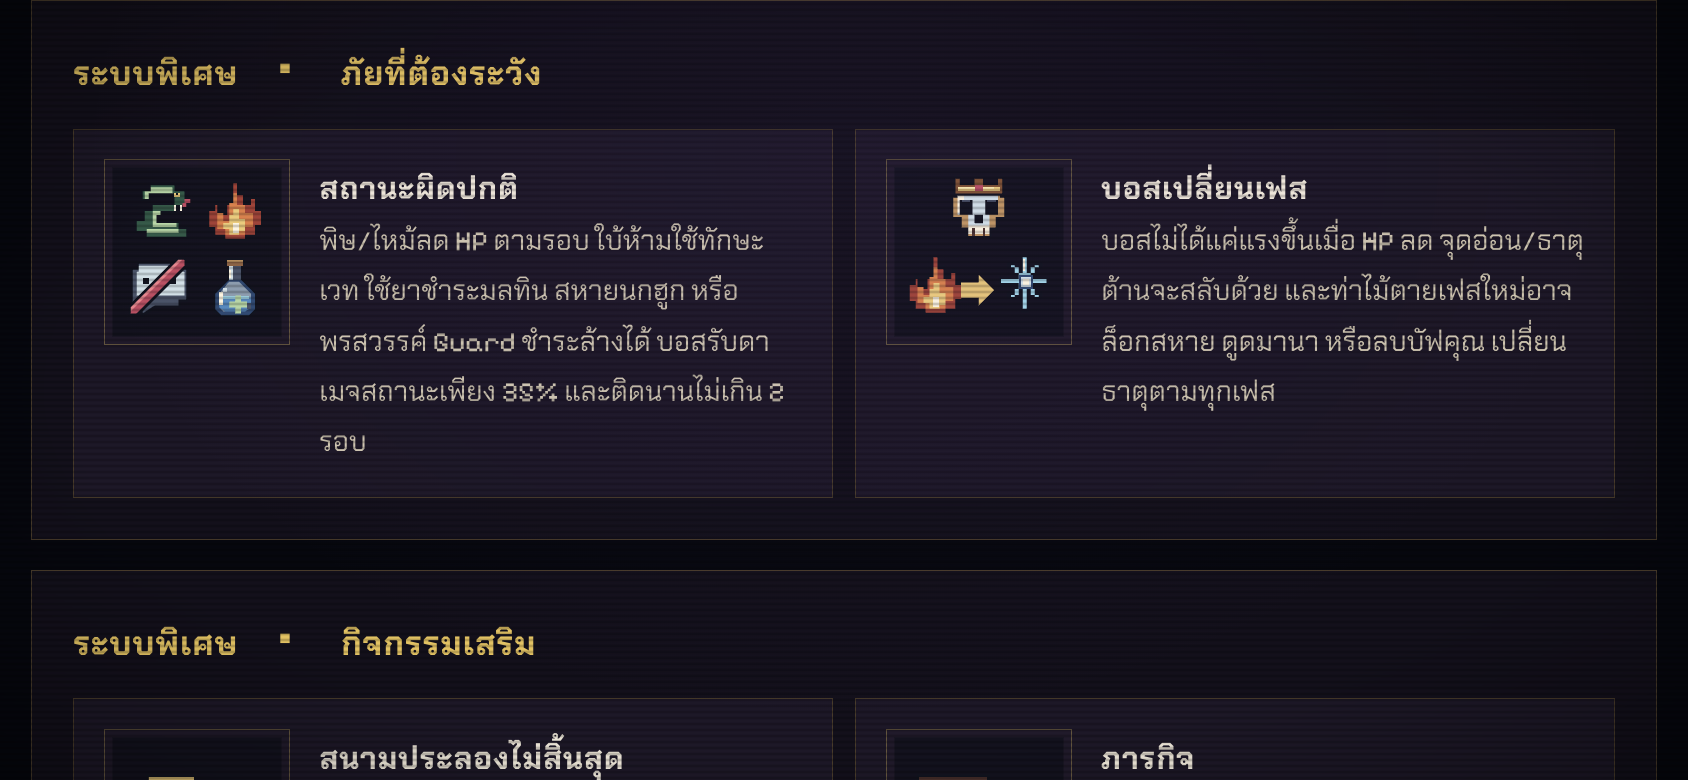 ระบบพิเศษ ▪ ภัยที่ต้องระวัง
สถานะผิดปกติ
พิษ/ไหม้ลด HP ตามรอบ ใบ้ห้ามใช้ทักษะ
เวท ใช้ยาชำระมลทิน สหายนกฮูก หรือ
พรสวรรค์ Guard ชำระล้างได้ บอสรับดา
เมจสถานะเพียง 35% และติดนานไม่เกิน 2
รอบ
บอสเปลี่ยนเฟส
บอสไม่ได้แค่แรงขึ้นเมื่อ HP ลด จุดอ่อน/ธาตุ
ต้านจะสลับด้วย และท่าไม้ตายเฟสใหม่อาจ
ล็อกสหาย ดูดมานา หรือลบบัฟคุณ เปลี่ยน
ธาตุตามทุกเฟส
ระบบพิเศษ ▪ กิจกรรมเสริม
สนามประลองไม่สิ้นสุด
ภารกิจ